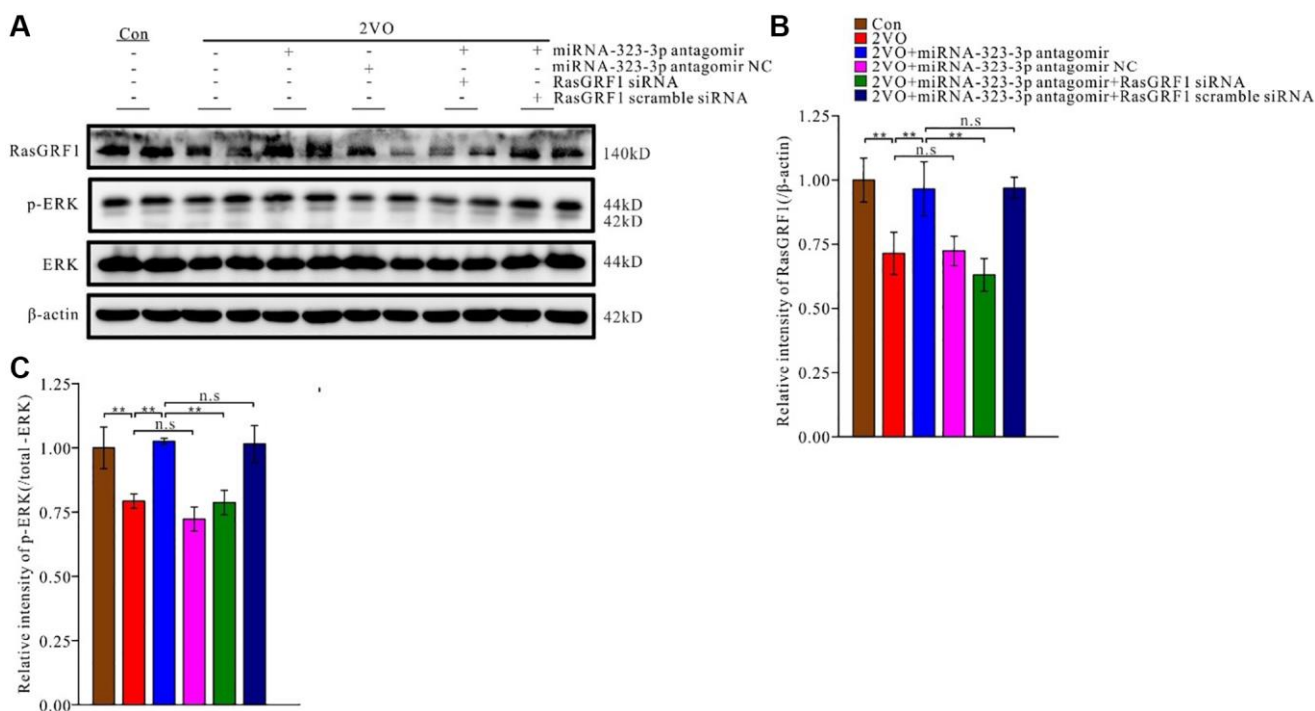 A
Con
2VO
- - + - + + miRNA-323-3p antagomir
- - - + - - miRNA-323-3p antagomir NC
- - - - + - RasGRF1 siRNA
- - - - - + RasGRF1 scramble siRNA
RasGRF1 140kD
p-ERK 44kD
42kD
ERK 44kD
β-actin 42kD
B
Con
2VO
2VO+miRNA-323-3p antagomir
2VO+miRNA-323-3p antagomir NC
2VO+miRNA-323-3p antagomir+RasGRF1 siRNA
2VO+miRNA-323-3p antagomir+RasGRF1 scramble siRNA
Relative intensity of RasGRF1(/β-actin)
1.25
1.00
0.75
0.50
0.25
0.00
n.s
** ** **
n.s
C
Relative intensity of p-ERK(/total -ERK)
1.25
1.00
0.75
0.50
0.25
0.00
n.s
** ** **
n.s